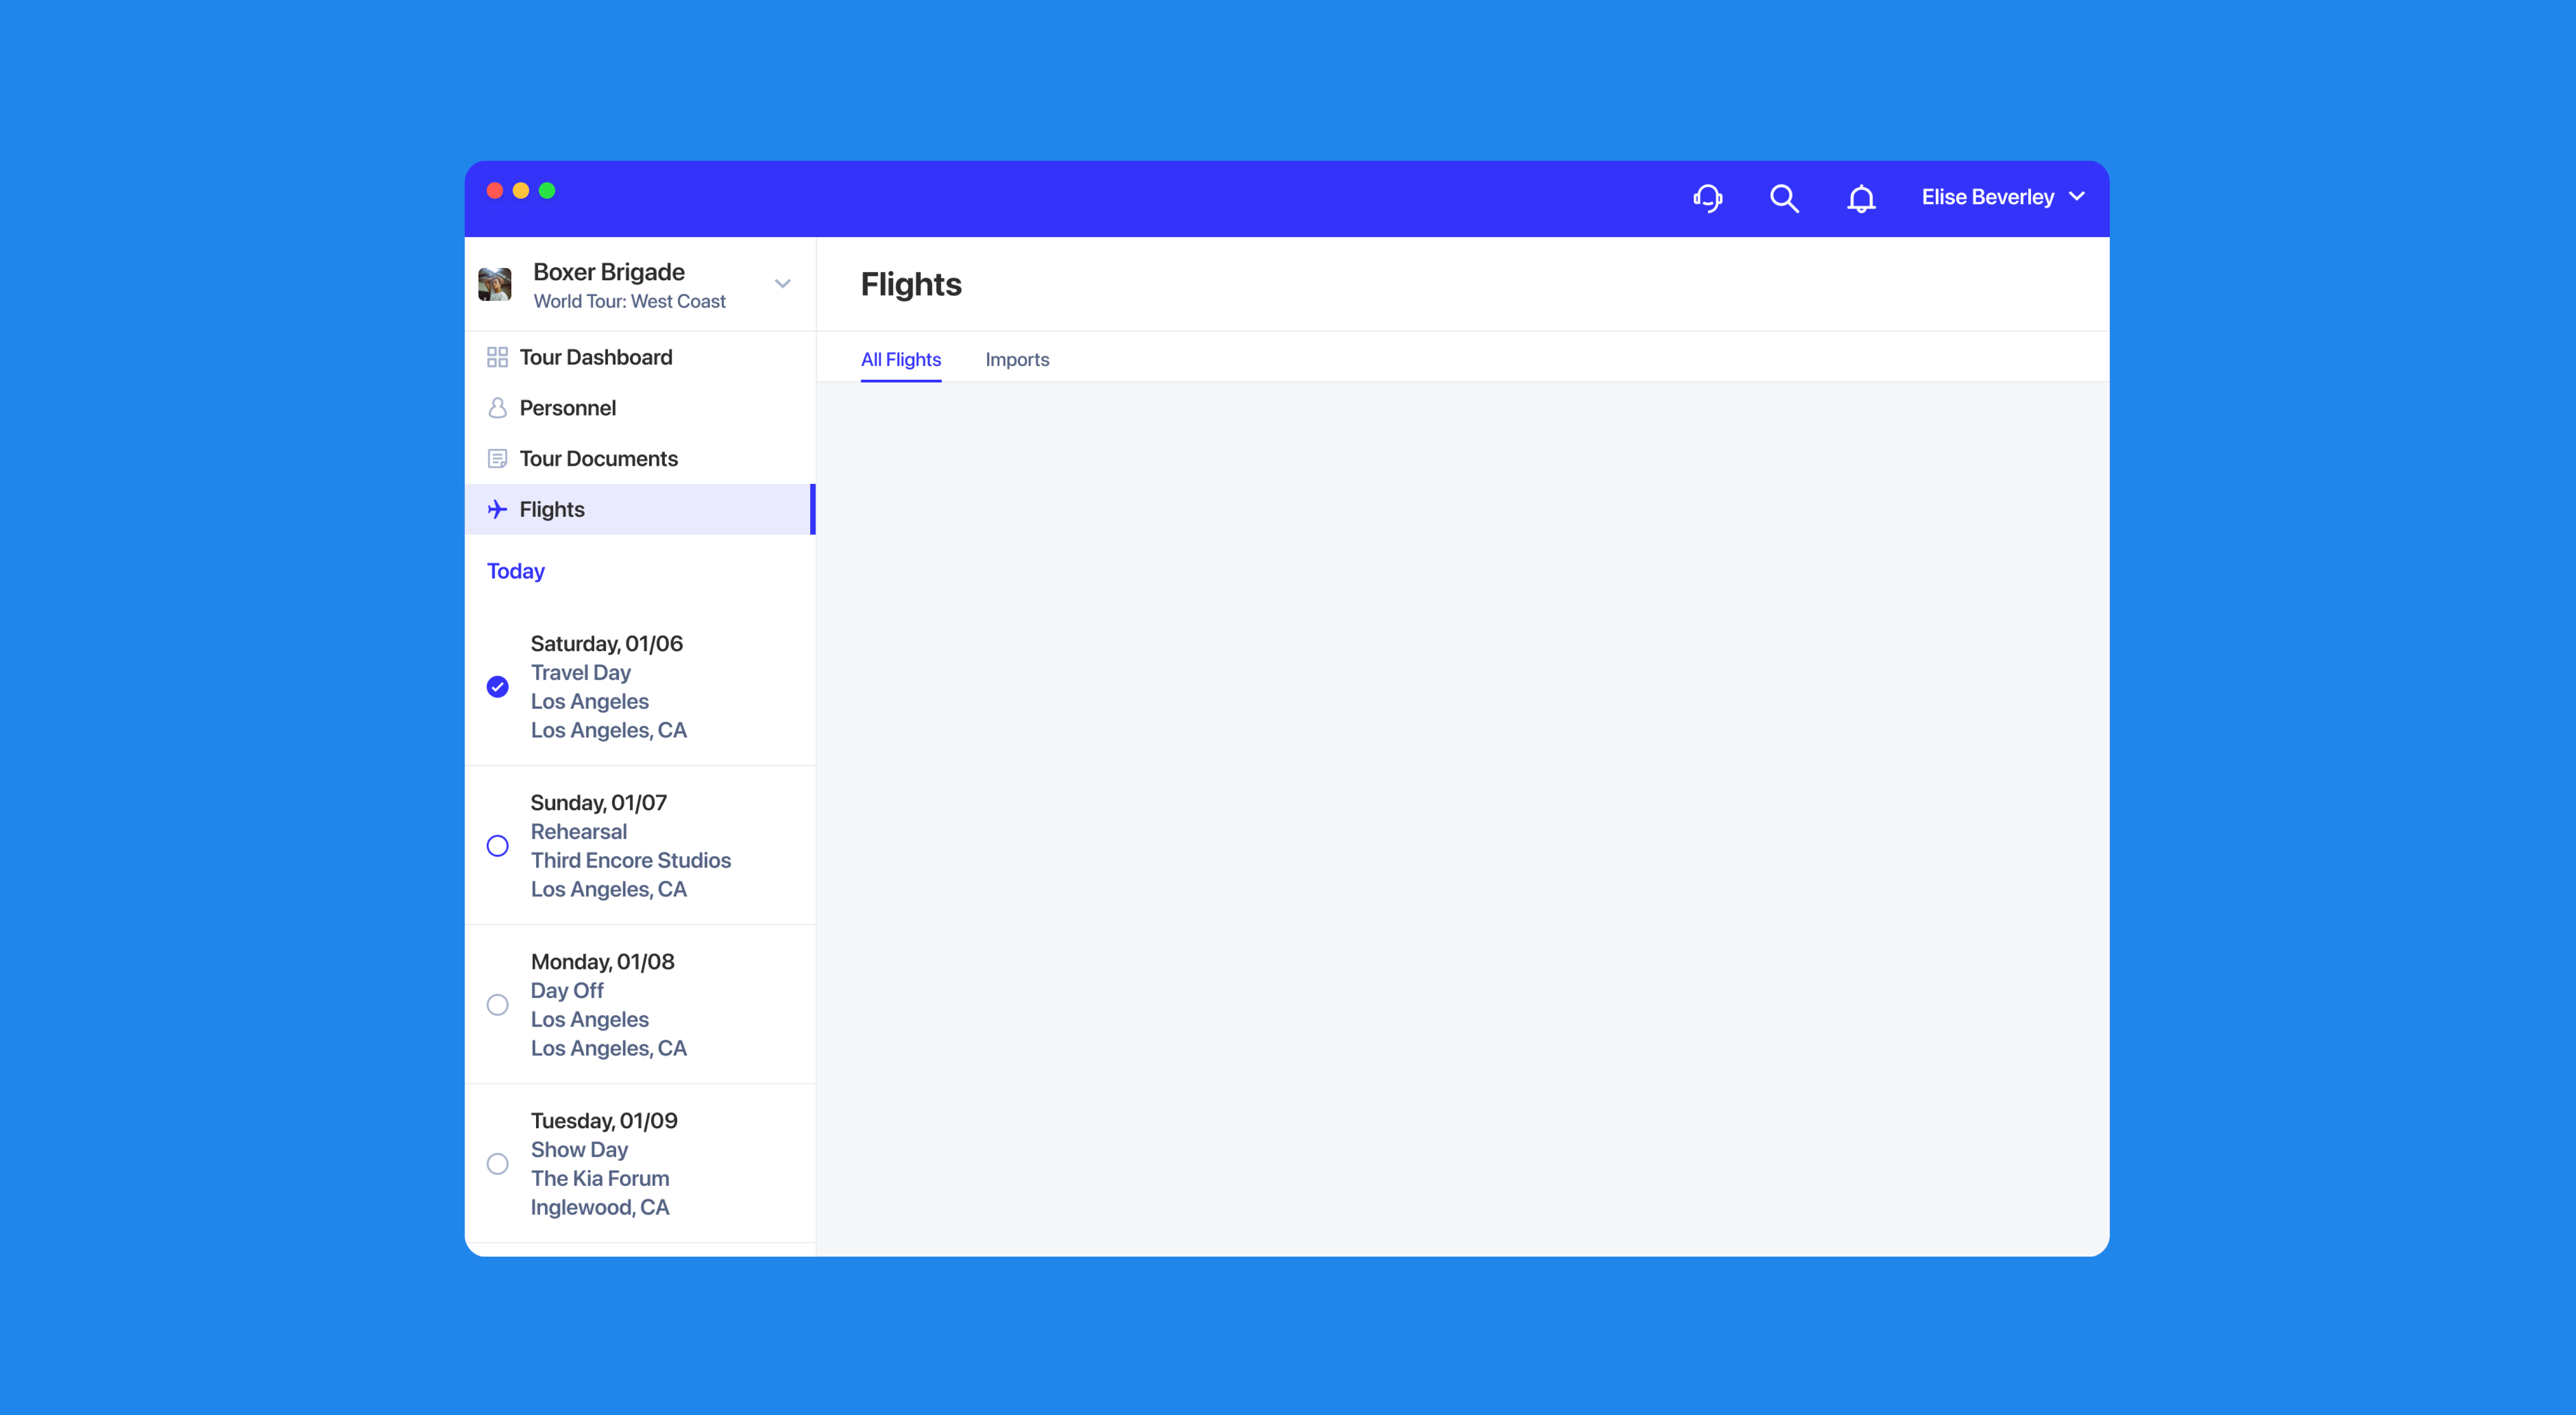 Elise Beverley
Boxer Brigade
World Tour: West Coast
Flights
All Flights
Imports
Tour Dashboard
Personnel
Tour Documents
Flights
Today
Saturday, 01/06
Travel Day
Los Angeles
Los Angeles, CA
Sunday, 01/07
Rehearsal
Third Encore Studios
Los Angeles, CA
Monday, 01/08
Day Off
Los Angeles
Los Angeles, CA
Tuesday, 01/09
Show Day
The Kia Forum
Inglewood, CA